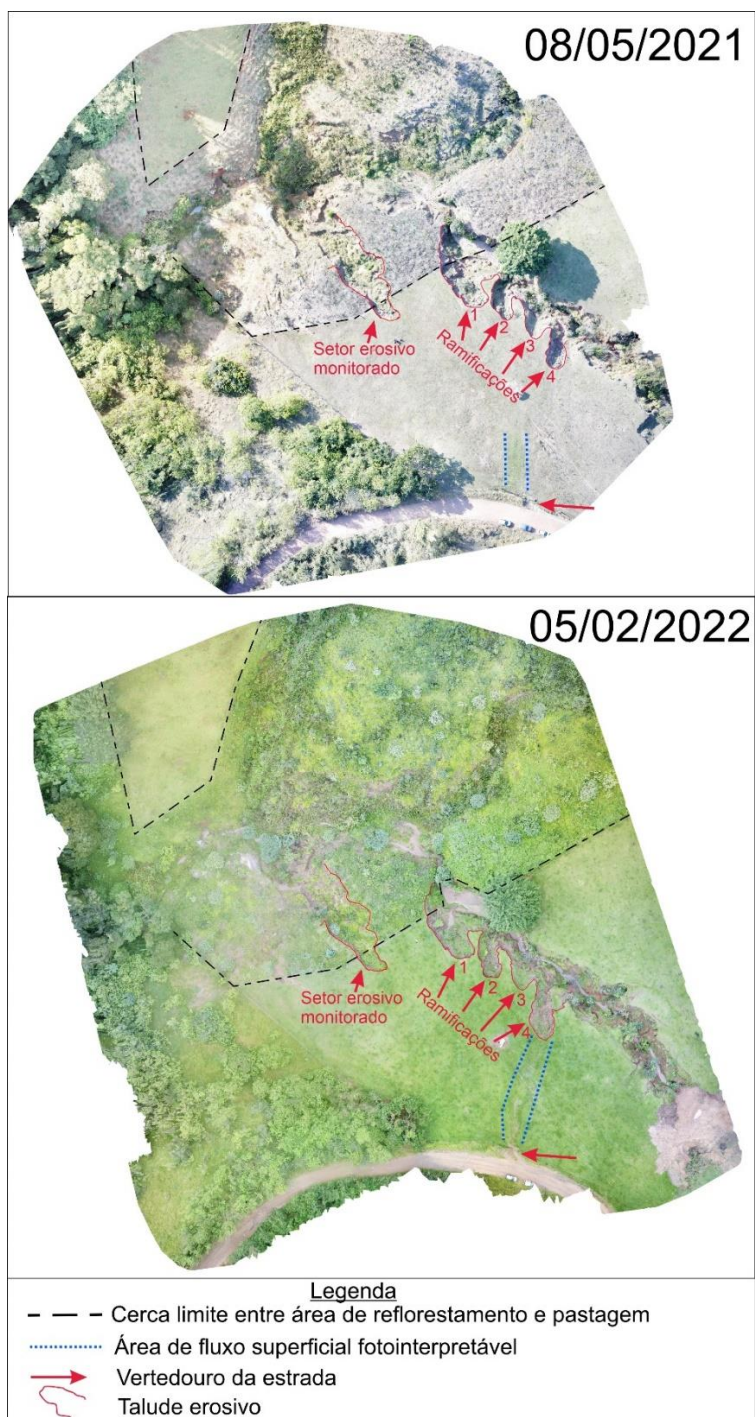 08/05/2021
Setor erosivo
monitorado
Ramificações
1
2
3
4
05/02/2022
Setor erosivo
monitorado
Ramificações
1
2
3
4
Legenda
Cerca limite entre área de reflorestamento e pastagem
Área de fluxo superficial fotointerpretável
Vertedouro da estrada
Talude erosivo